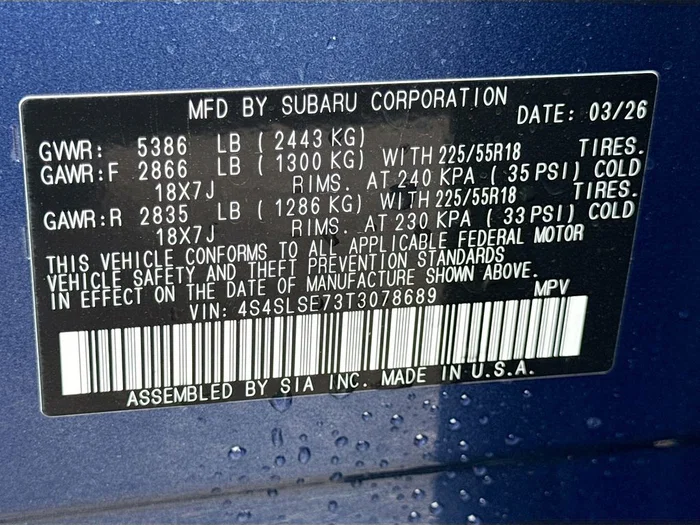 MFD BY SUBARU CORPORATION DATE: 03/26
GVWR: 5386 LB ( 2443 KG)
GAWR:F 2866 LB ( 1300 KG) WITH 225/55R18 TIRES.
18X7J RIMS. AT 240 KPA ( 35 PSI) COLD
GAWR:R 2835 LB ( 1286 KG) WITH 225/55R18 TIRES.
18X7J RIMS. AT 230 KPA ( 33 PSI) COLD
THIS VEHICLE CONFORMS TO ALL APPLICABLE FEDERAL MOTOR
VEHICLE SAFETY AND THEFT PREVENTION STANDARDS
IN EFFECT ON THE DATE OF MANUFACTURE SHOWN ABOVE.
VIN: 4S4SLSE73T3078689 MPV
ASSEMBLED BY SIA INC. MADE IN U.S.A.